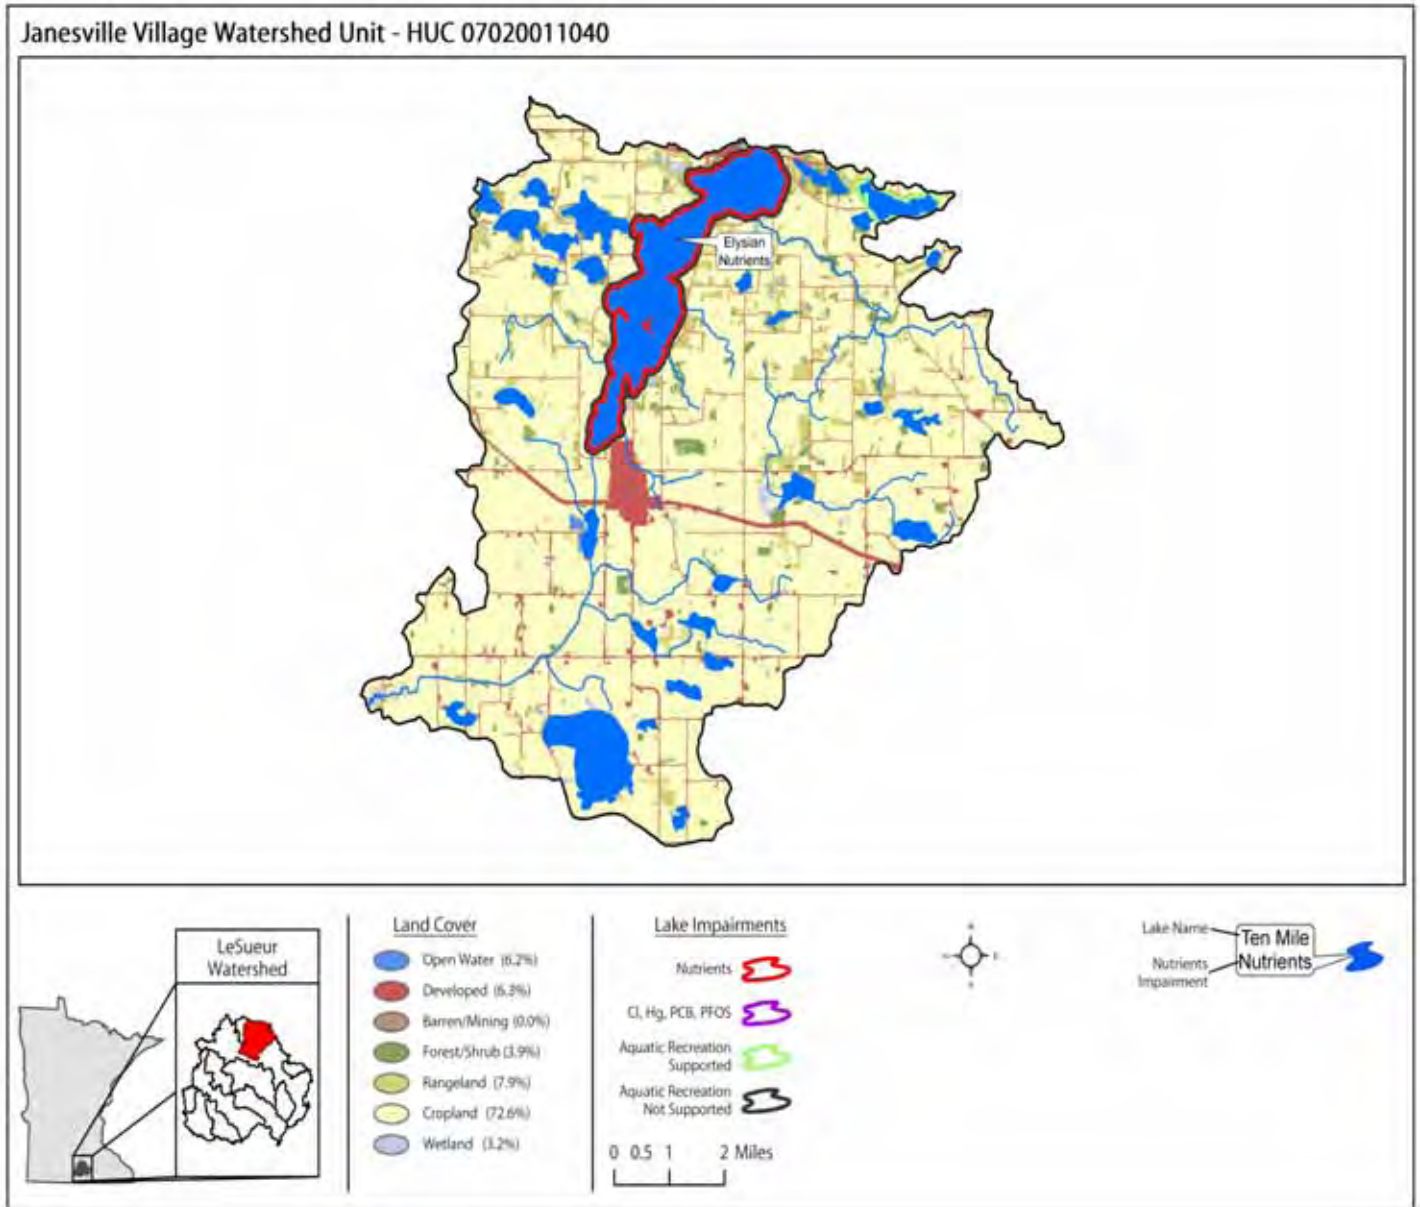 Janesville Village Watershed Unit - HUC 07020011040
Elysian
Nutrients
LeSueur
Watershed
Land Cover
Open Water (6.2%)
Developed (6.3%)
Barren/Mining (0.0%)
Forest/Shrub (3.9%)
Rangeland (7.9%)
Cropland (72.6%)
Wetland (3.2%)
Lake Impairments
Nutrients
Cl, Hg, PCB, PFOS
Aquatic Recreation
Supported
Aquatic Recreation
Not Supported
0 0.5 1 2 Miles
Lake Name
Nutrients
Impairment
Ten Mile
Nutrients